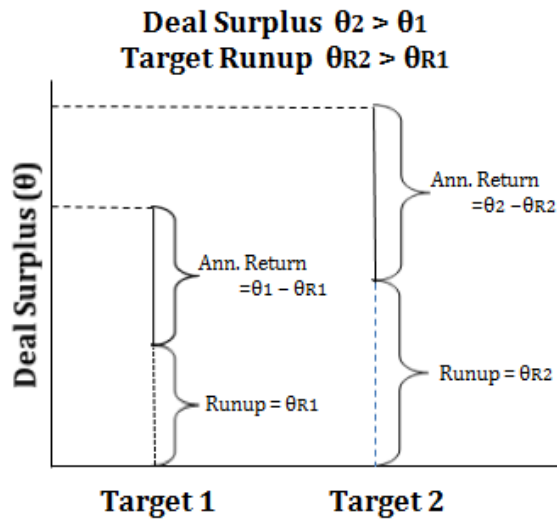 Deal Surplus θ2 > θ1
Target Runup θR2 > θR1
Deal Surplus (θ)
Ann. Return
=θ2 – θR2
Ann. Return
=θ1 – θR1
Runup = θR2
Runup = θR1
Target 1
Target 2